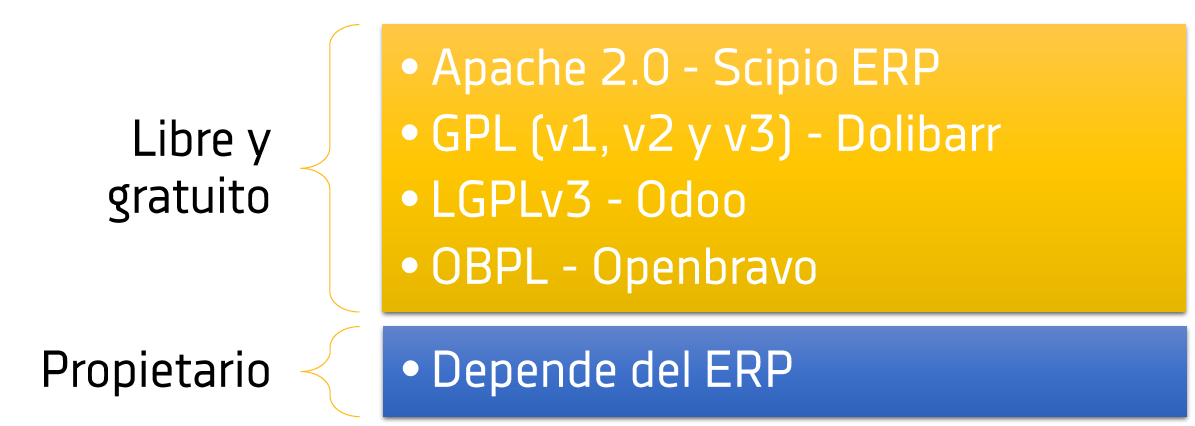 Libre y
gratuito
• Apache 2.0 - Scipio ERP
• GPL (v1, v2 y v3) - Dolibarr
• LGPLv3 - Odoo
• OBPL - Openbravo
Propietario
• Depende del ERP